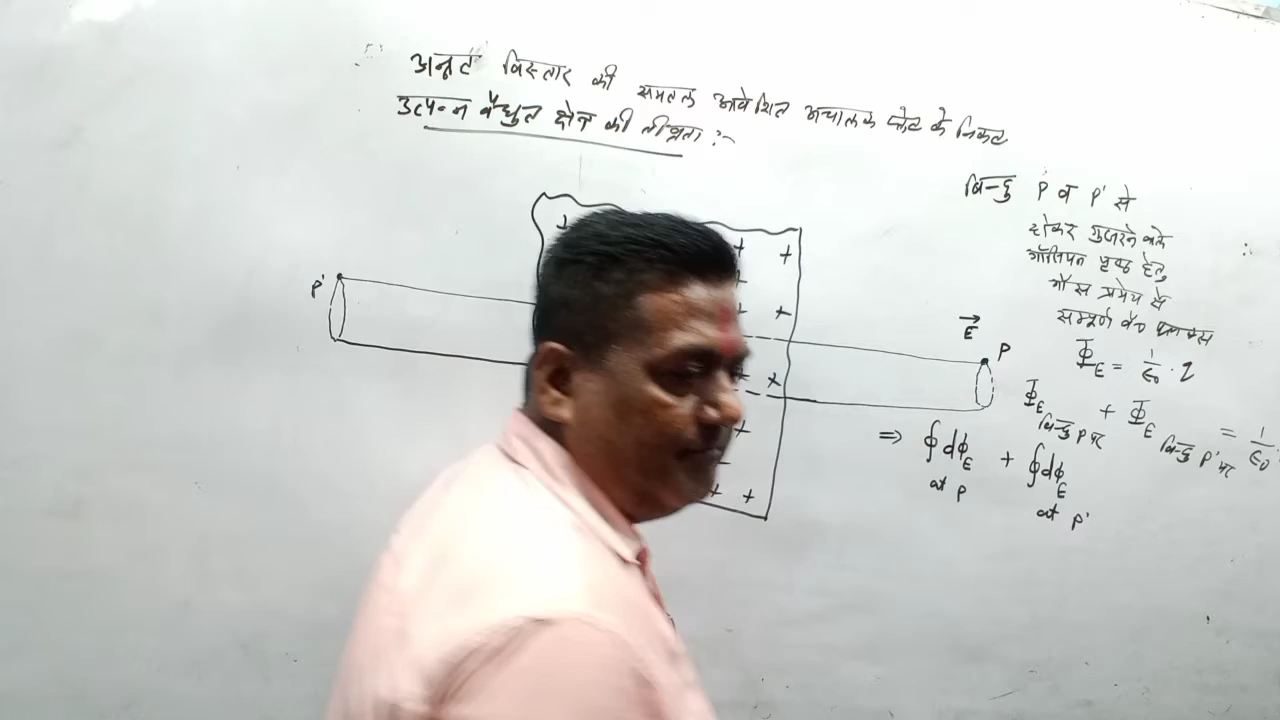 अनन्त विस्तार की समतल आवेशित अचालक प्लेट के निकट
उत्पन्न वैद्युत क्षेत्र की तीव्रता :-
बिन्दु P व P' से
होकर गुजरने वाले
गॉसियन पृष्ठ हेतु
गौस प्रमेय से
सम्पूर्ण वै० फ्लक्स
Φ_E = 1/ε₀ · q
Φ_E बिन्दु P पर + Φ_E बिन्दु P' पर = 1/ε₀
⇒ ∮dϕ_E at P + ∮dϕ_E at P'
P'
E⃗
P